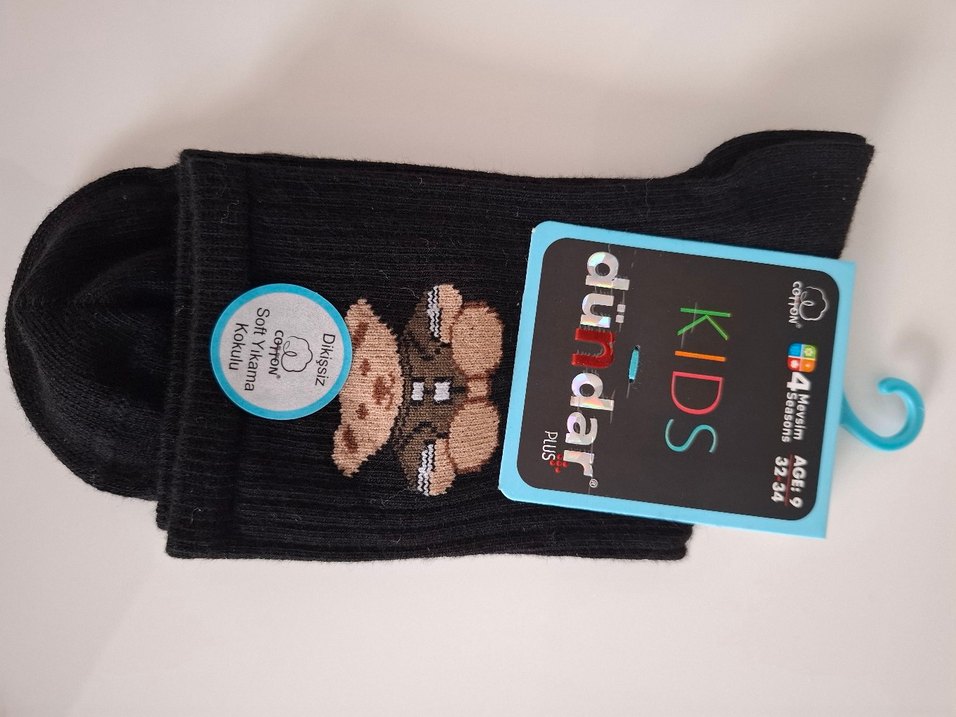 COTTON®
4 Mevsim
Seasons
AGE: 9
32-34
KIDS
dündar®
PLUS+
Dikişsiz
COTTON®
Soft Yıkama
Kokulu